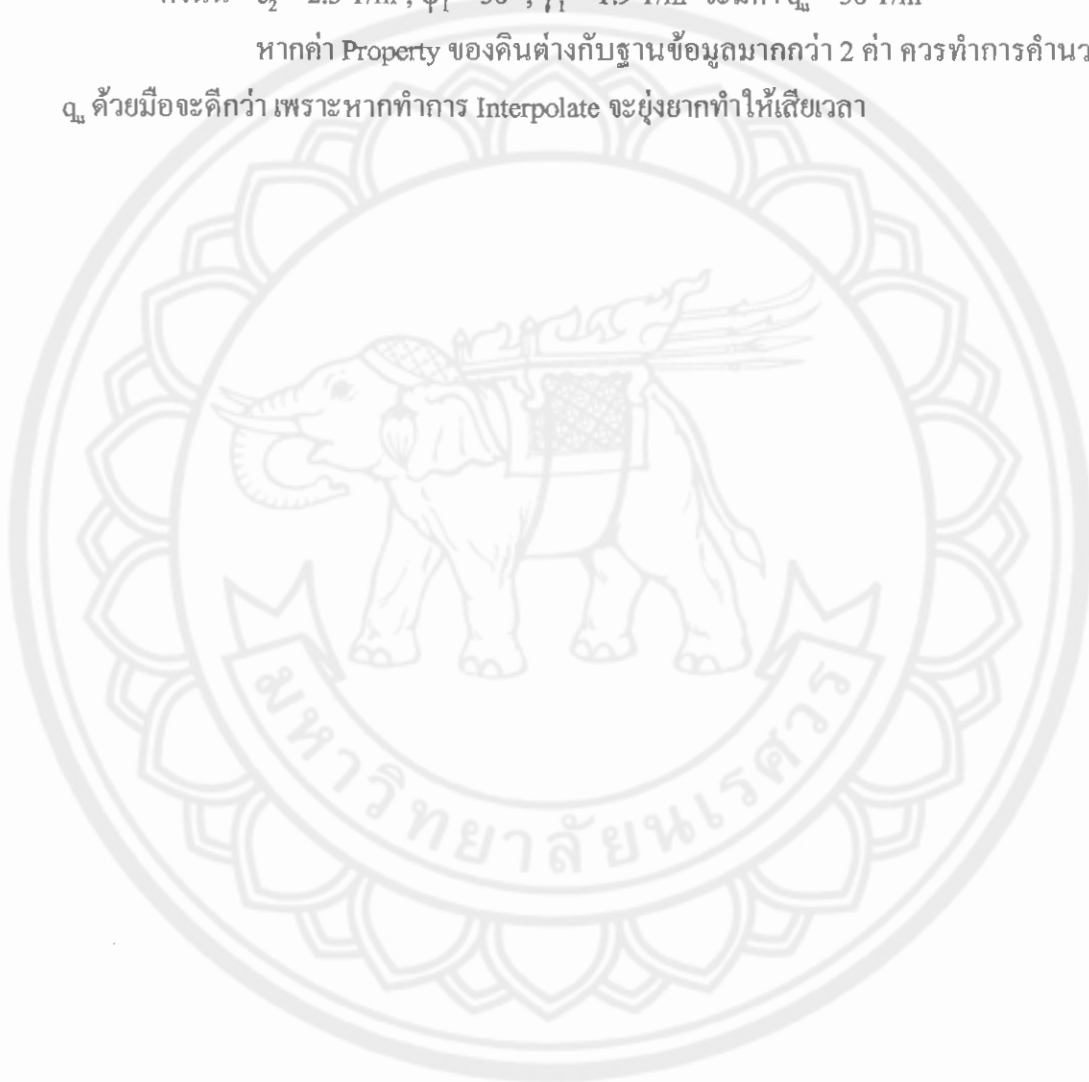 หากค่า Property ของดินต่างกับฐานข้อมูลมากกว่า 2 ค่า ควรทำการคำนว
qᵤ ด้วยมือจะดีกว่า เพราะหากทำการ Interpolate จะยุ่งยากทำให้เสียเวลา
มหาวิทยาลัยนเรศวร